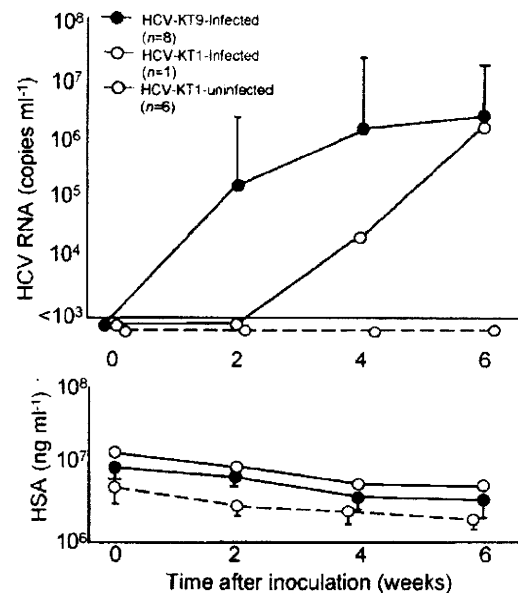 10⁸
HCV-KT9-Infected
(n=8)
HCV-KT1-Infected
(n=1)
HCV-KT1-uninfected
(n=6)
10⁷
10⁶
10⁵
10⁴
<10³
HCV RNA (copies ml⁻¹)
0 2 4 6
10⁸
10⁷
10⁶
HSA (ng ml⁻¹)
0 2 4 6
Time after inoculation (weeks)